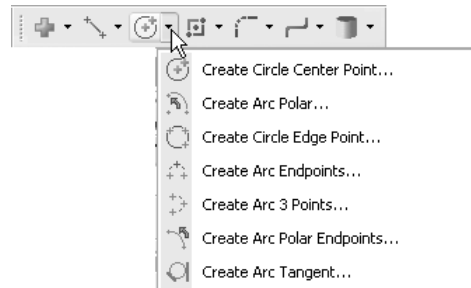 Create Circle Center Point...
Create Arc Polar...
Create Circle Edge Point...
Create Arc Endpoints...
Create Arc 3 Points...
Create Arc Polar Endpoints...
Create Arc Tangent...